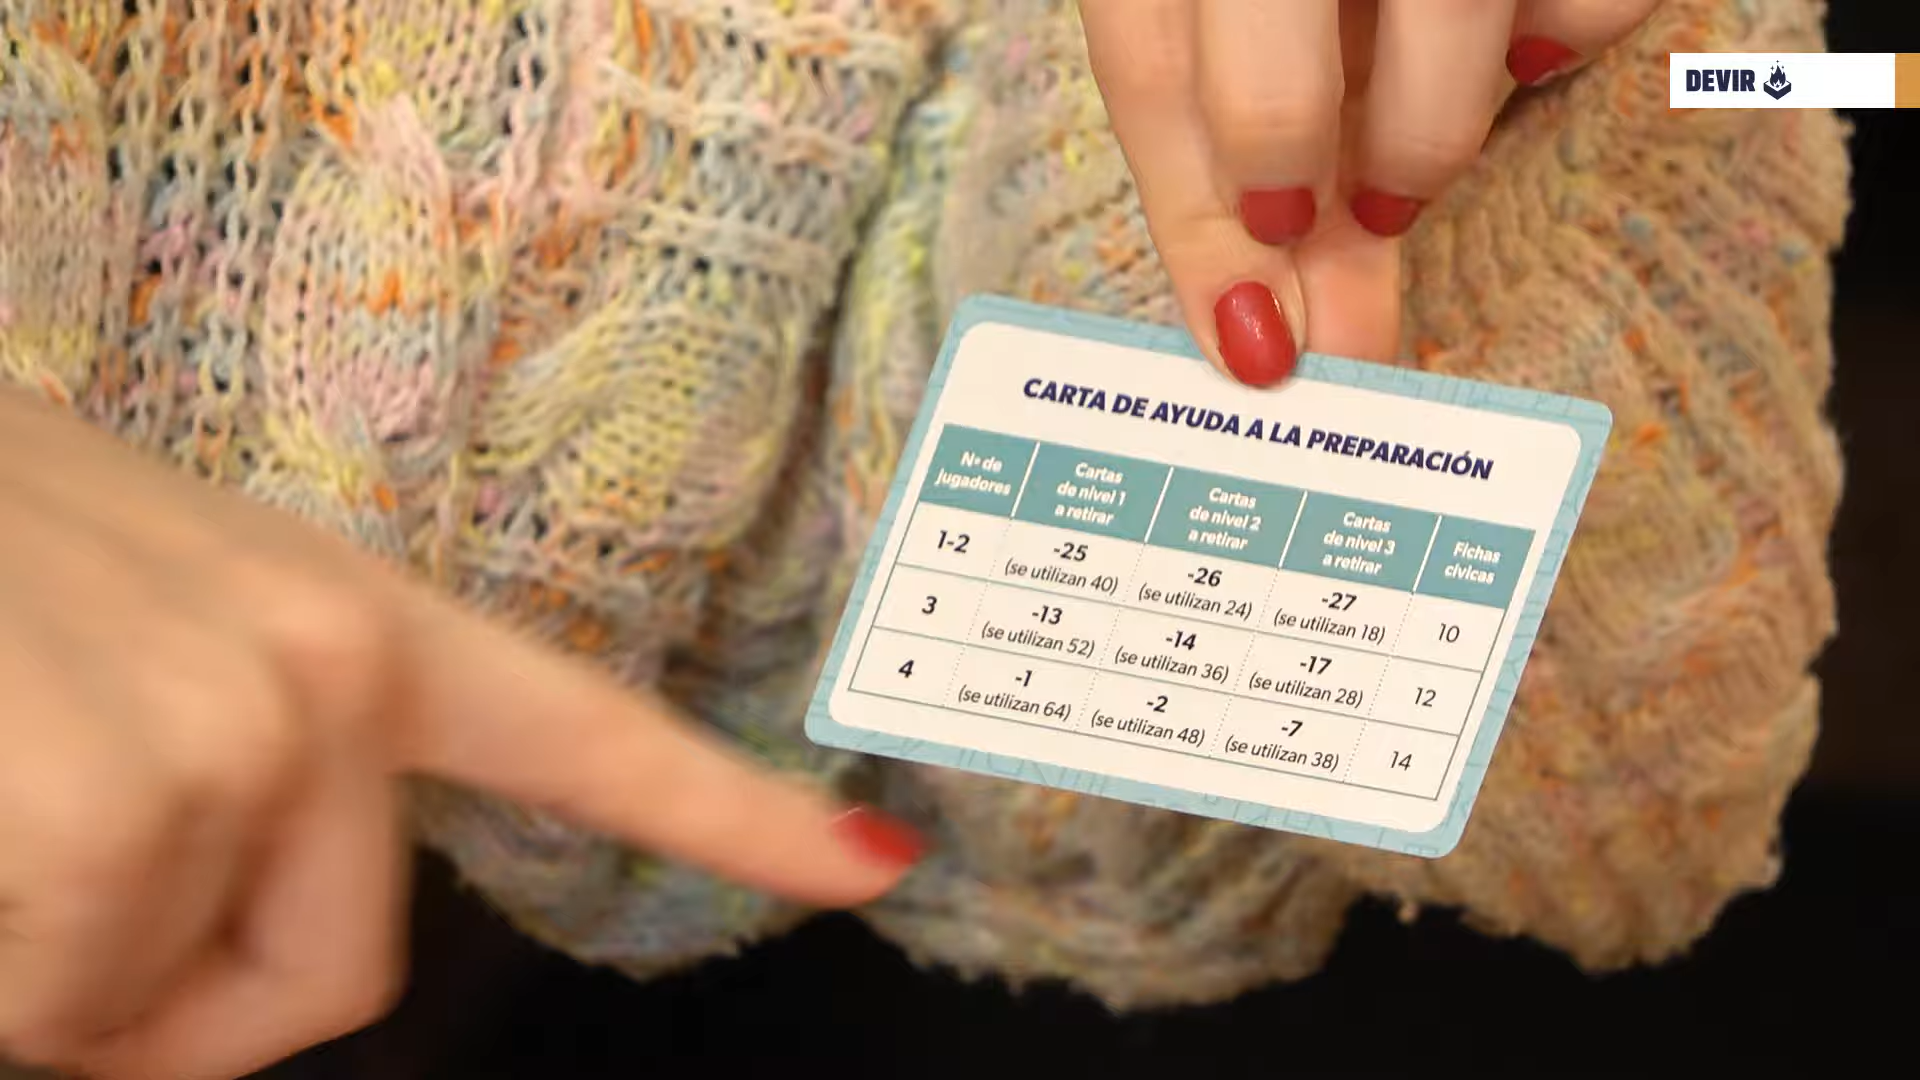 DEVIR
CARTA DE AYUDA A LA PREPARACIÓN
Nº de
jugadores
Cartas
de nivel 1
a retirar
Cartas
de nivel 2
a retirar
Cartas
de nivel 3
a retirar
Fichas
cívicas
1-2
-25
(se utilizan 40)
-26
(se utilizan 24)
-27
(se utilizan 18)
10
3
-13
(se utilizan 52)
-14
(se utilizan 36)
-17
(se utilizan 28)
12
4
-1
(se utilizan 64)
-2
(se utilizan 48)
-7
(se utilizan 38)
14